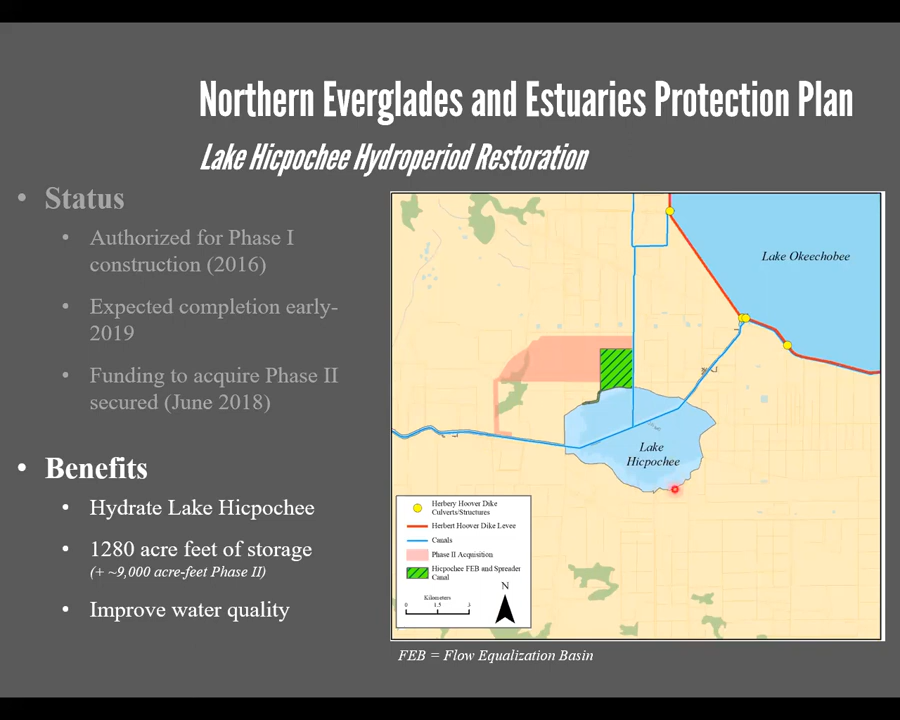 Northern Everglades and Estuaries Protection Plan
Lake Hicpochee Hydroperiod Restoration
• Status
• Authorized for Phase I
construction (2016)
• Expected completion early-
2019
• Funding to acquire Phase II
secured (June 2018)
• Benefits
• Hydrate Lake Hicpochee
• 1280 acre feet of storage
(+ ~9,000 acre-feet Phase II)
• Improve water quality
Lake Okeechobee
Lake
Hicpochee
Herbery Hoover Dike
Culverts/Structures
Herbert Hoover Dike Levee
Canals
Phase II Acquisition
Hicpochee FEB and Spreader
Canal
Kilometers
0 1.5 3
N
FEB = Flow Equalization Basin